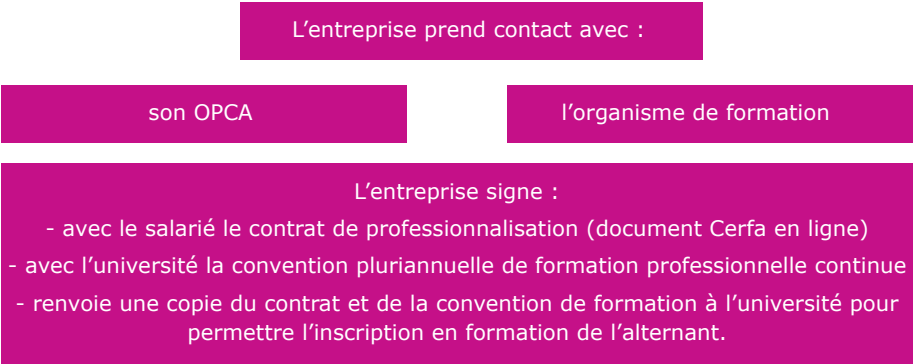 L’entreprise prend contact avec :
son OPCA
l’organisme de formation
L’entreprise signe :
- avec le salarié le contrat de professionnalisation (document Cerfa en ligne)
- avec l’université la convention pluriannuelle de formation professionnelle continue
- renvoie une copie du contrat et de la convention de formation à l’université pour
permettre l’inscription en formation de l’alternant.